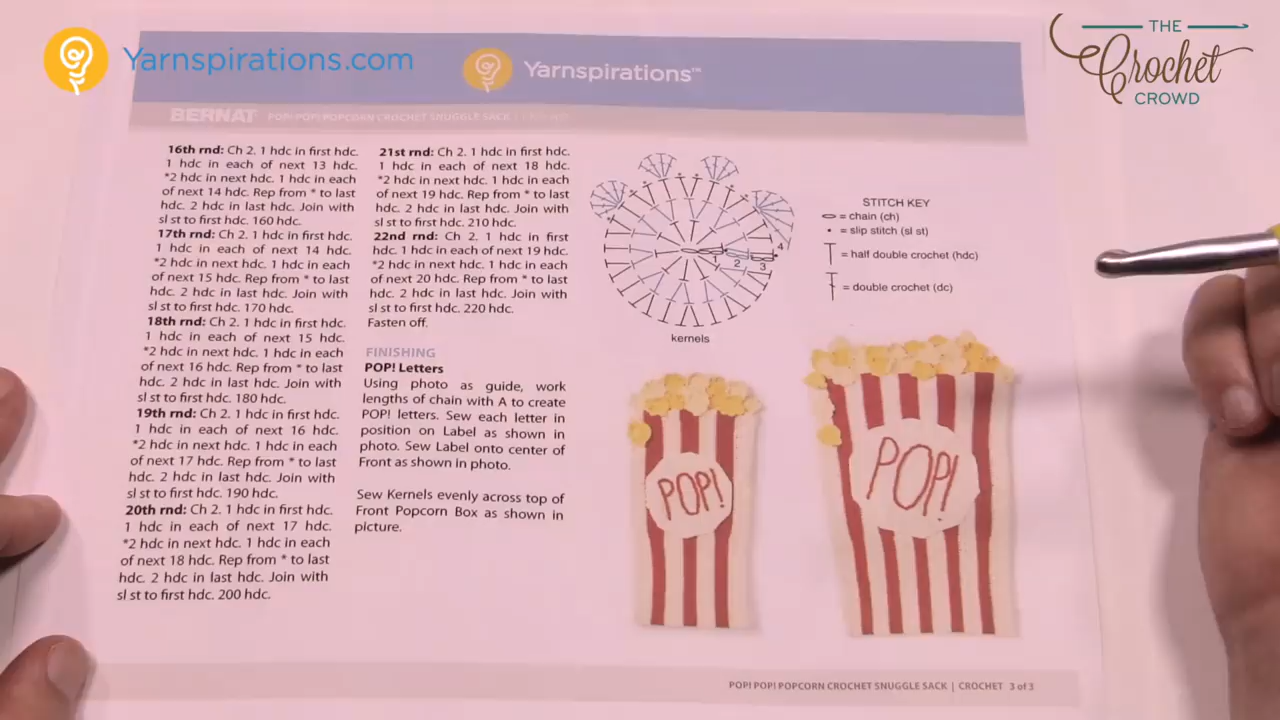 Yarnspirations.com
Yarnspirations™
THE
Crochet
CROWD
BERNAT POP! POP! POPCORN CROCHET SNUGGLE SACK
16th rnd: Ch 2. 1 hdc in first hdc.
1 hdc in each of next 13 hdc.
*2 hdc in next hdc. 1 hdc in each
of next 14 hdc. Rep from * to last
hdc. 2 hdc in last hdc. Join with
sl st to first hdc. 160 hdc.
17th rnd: Ch 2. 1 hdc in first hdc.
1 hdc in each of next 14 hdc.
*2 hdc in next hdc. 1 hdc in each
of next 15 hdc. Rep from * to last
hdc. 2 hdc in last hdc. Join with
sl st to first hdc. 170 hdc.
18th rnd: Ch 2. 1 hdc in first hdc.
1 hdc in each of next 15 hdc.
*2 hdc in next hdc. 1 hdc in each
of next 16 hdc. Rep from * to last
hdc. 2 hdc in last hdc. Join with
sl st to first hdc. 180 hdc.
19th rnd: Ch 2. 1 hdc in first hdc.
1 hdc in each of next 16 hdc.
*2 hdc in next hdc. 1 hdc in each
of next 17 hdc. Rep from * to last
hdc. 2 hdc in last hdc. Join with
sl st to first hdc. 190 hdc.
20th rnd: Ch 2. 1 hdc in first hdc.
1 hdc in each of next 17 hdc.
*2 hdc in next hdc. 1 hdc in each
of next 18 hdc. Rep from * to last
hdc. 2 hdc in last hdc. Join with
sl st to first hdc. 200 hdc.
21st rnd: Ch 2. 1 hdc in first hdc.
1 hdc in each of next 18 hdc.
*2 hdc in next hdc. 1 hdc in each
of next 19 hdc. Rep from * to last
hdc. 2 hdc in last hdc. Join with
sl st to first hdc. 210 hdc.
22nd rnd: Ch 2. 1 hdc in first
hdc. 1 hdc in each of next 19 hdc.
*2 hdc in next hdc. 1 hdc in each
of next 20 hdc. Rep from * to last
hdc. 2 hdc in last hdc. Join with
sl st to first hdc. 220 hdc.
Fasten off.
FINISHING
POP! Letters
Using photo as guide, work
lengths of chain with A to create
POP! letters. Sew each letter in
position on Label as shown in
photo. Sew Label onto center of
Front as shown in photo.
Sew Kernels evenly across top of
Front Popcorn Box as shown in
picture.
1 2 3 4
kernels
STITCH KEY
= chain (ch)
= slip stitch (sl st)
= half double crochet (hdc)
= double crochet (dc)
POP!
POP!
POP! POP! POPCORN CROCHET SNUGGLE SACK | CROCHET 3 of 3